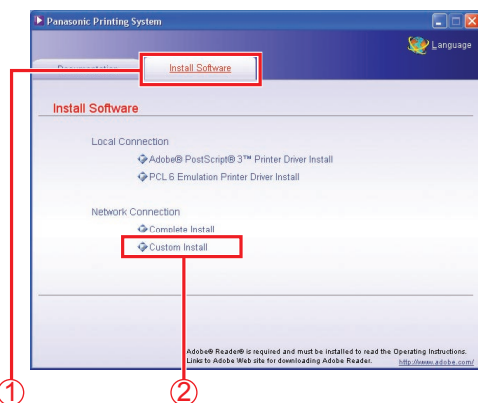 Panasonic Printing System
Language
Documentation
Install Software
Install Software
Local Connection
Adobe® PostScript® 3™ Printer Driver Install
PCL 6 Emulation Printer Driver Install
Network Connection
Complete Install
Custom Install
Adobe® Reader® is required and must be installed to read the Operating Instructions.
Links to Adobe Web site for downloading Adobe Reader. http://www.adobe.com/
① ②